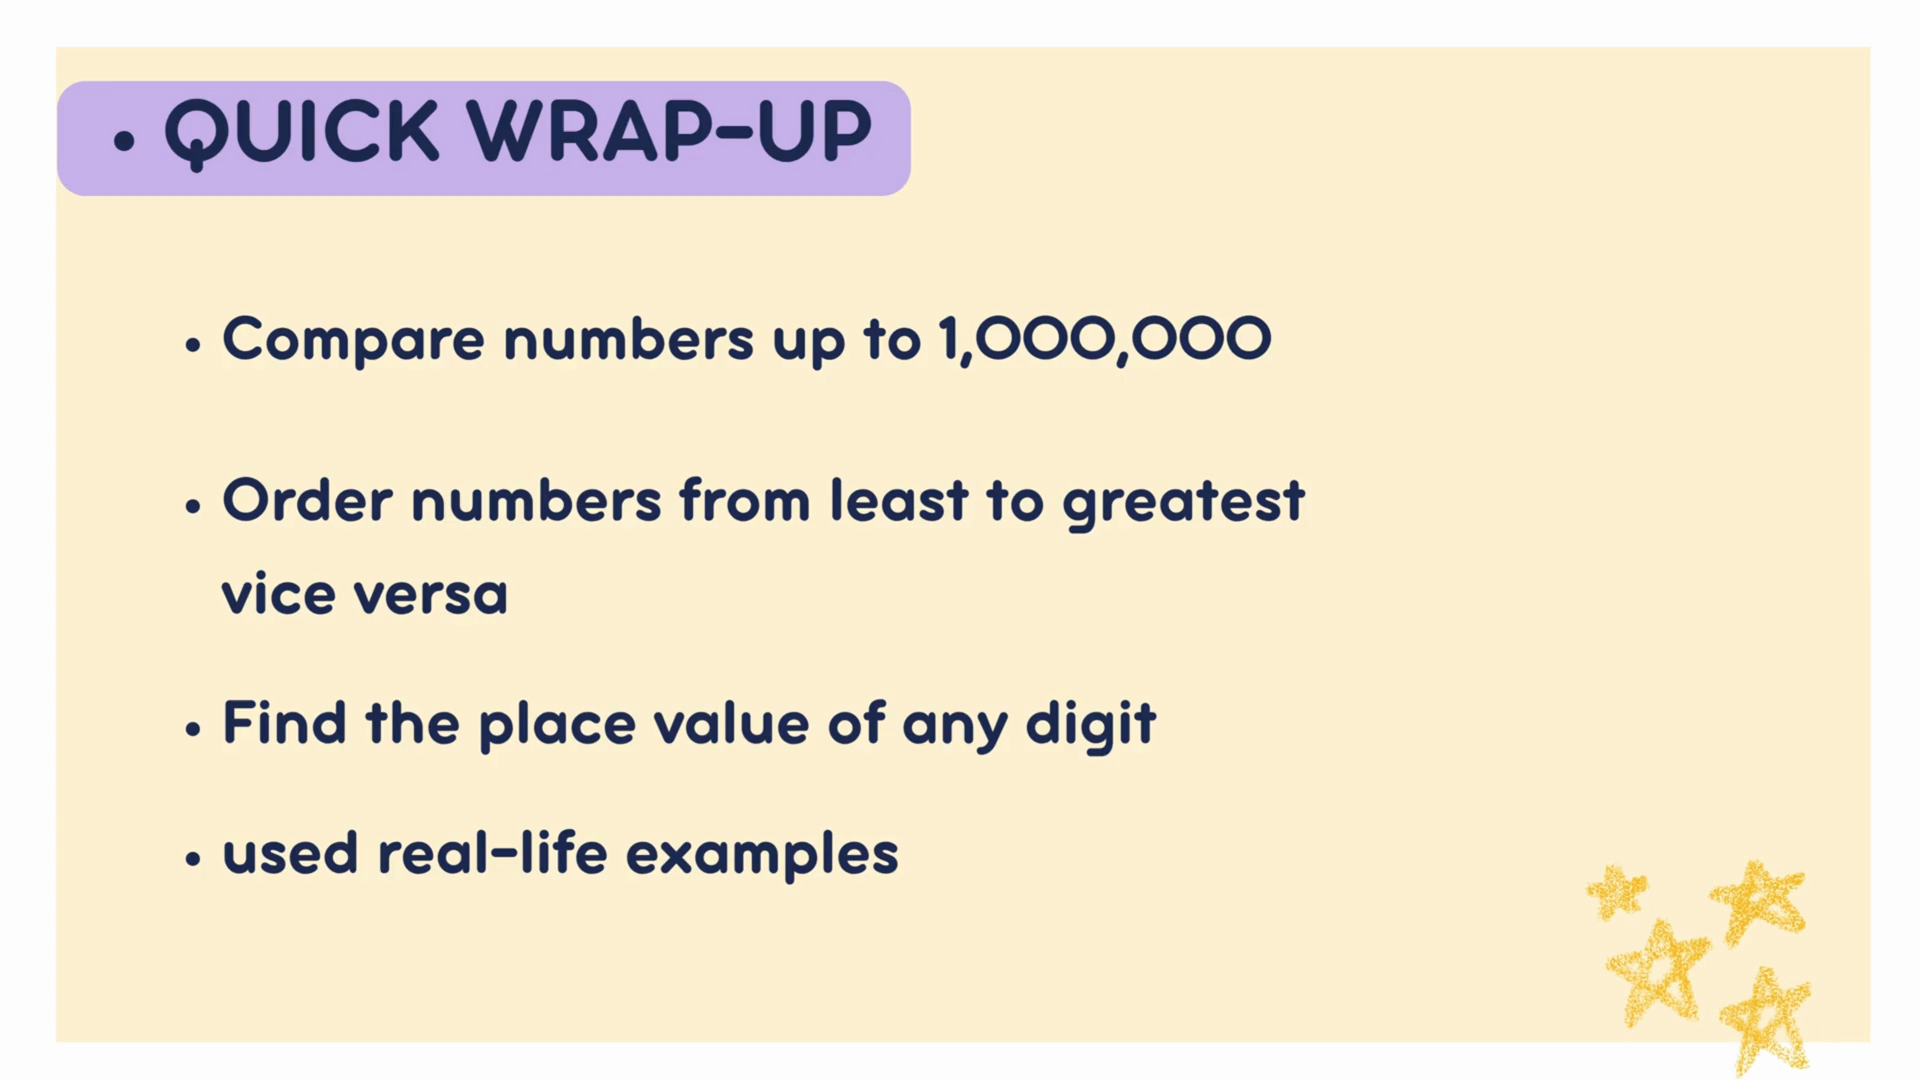 • QUICK WRAP-UP
• Compare numbers up to 1,000,000
• Order numbers from least to greatest
vice versa
• Find the place value of any digit
• used real-life examples